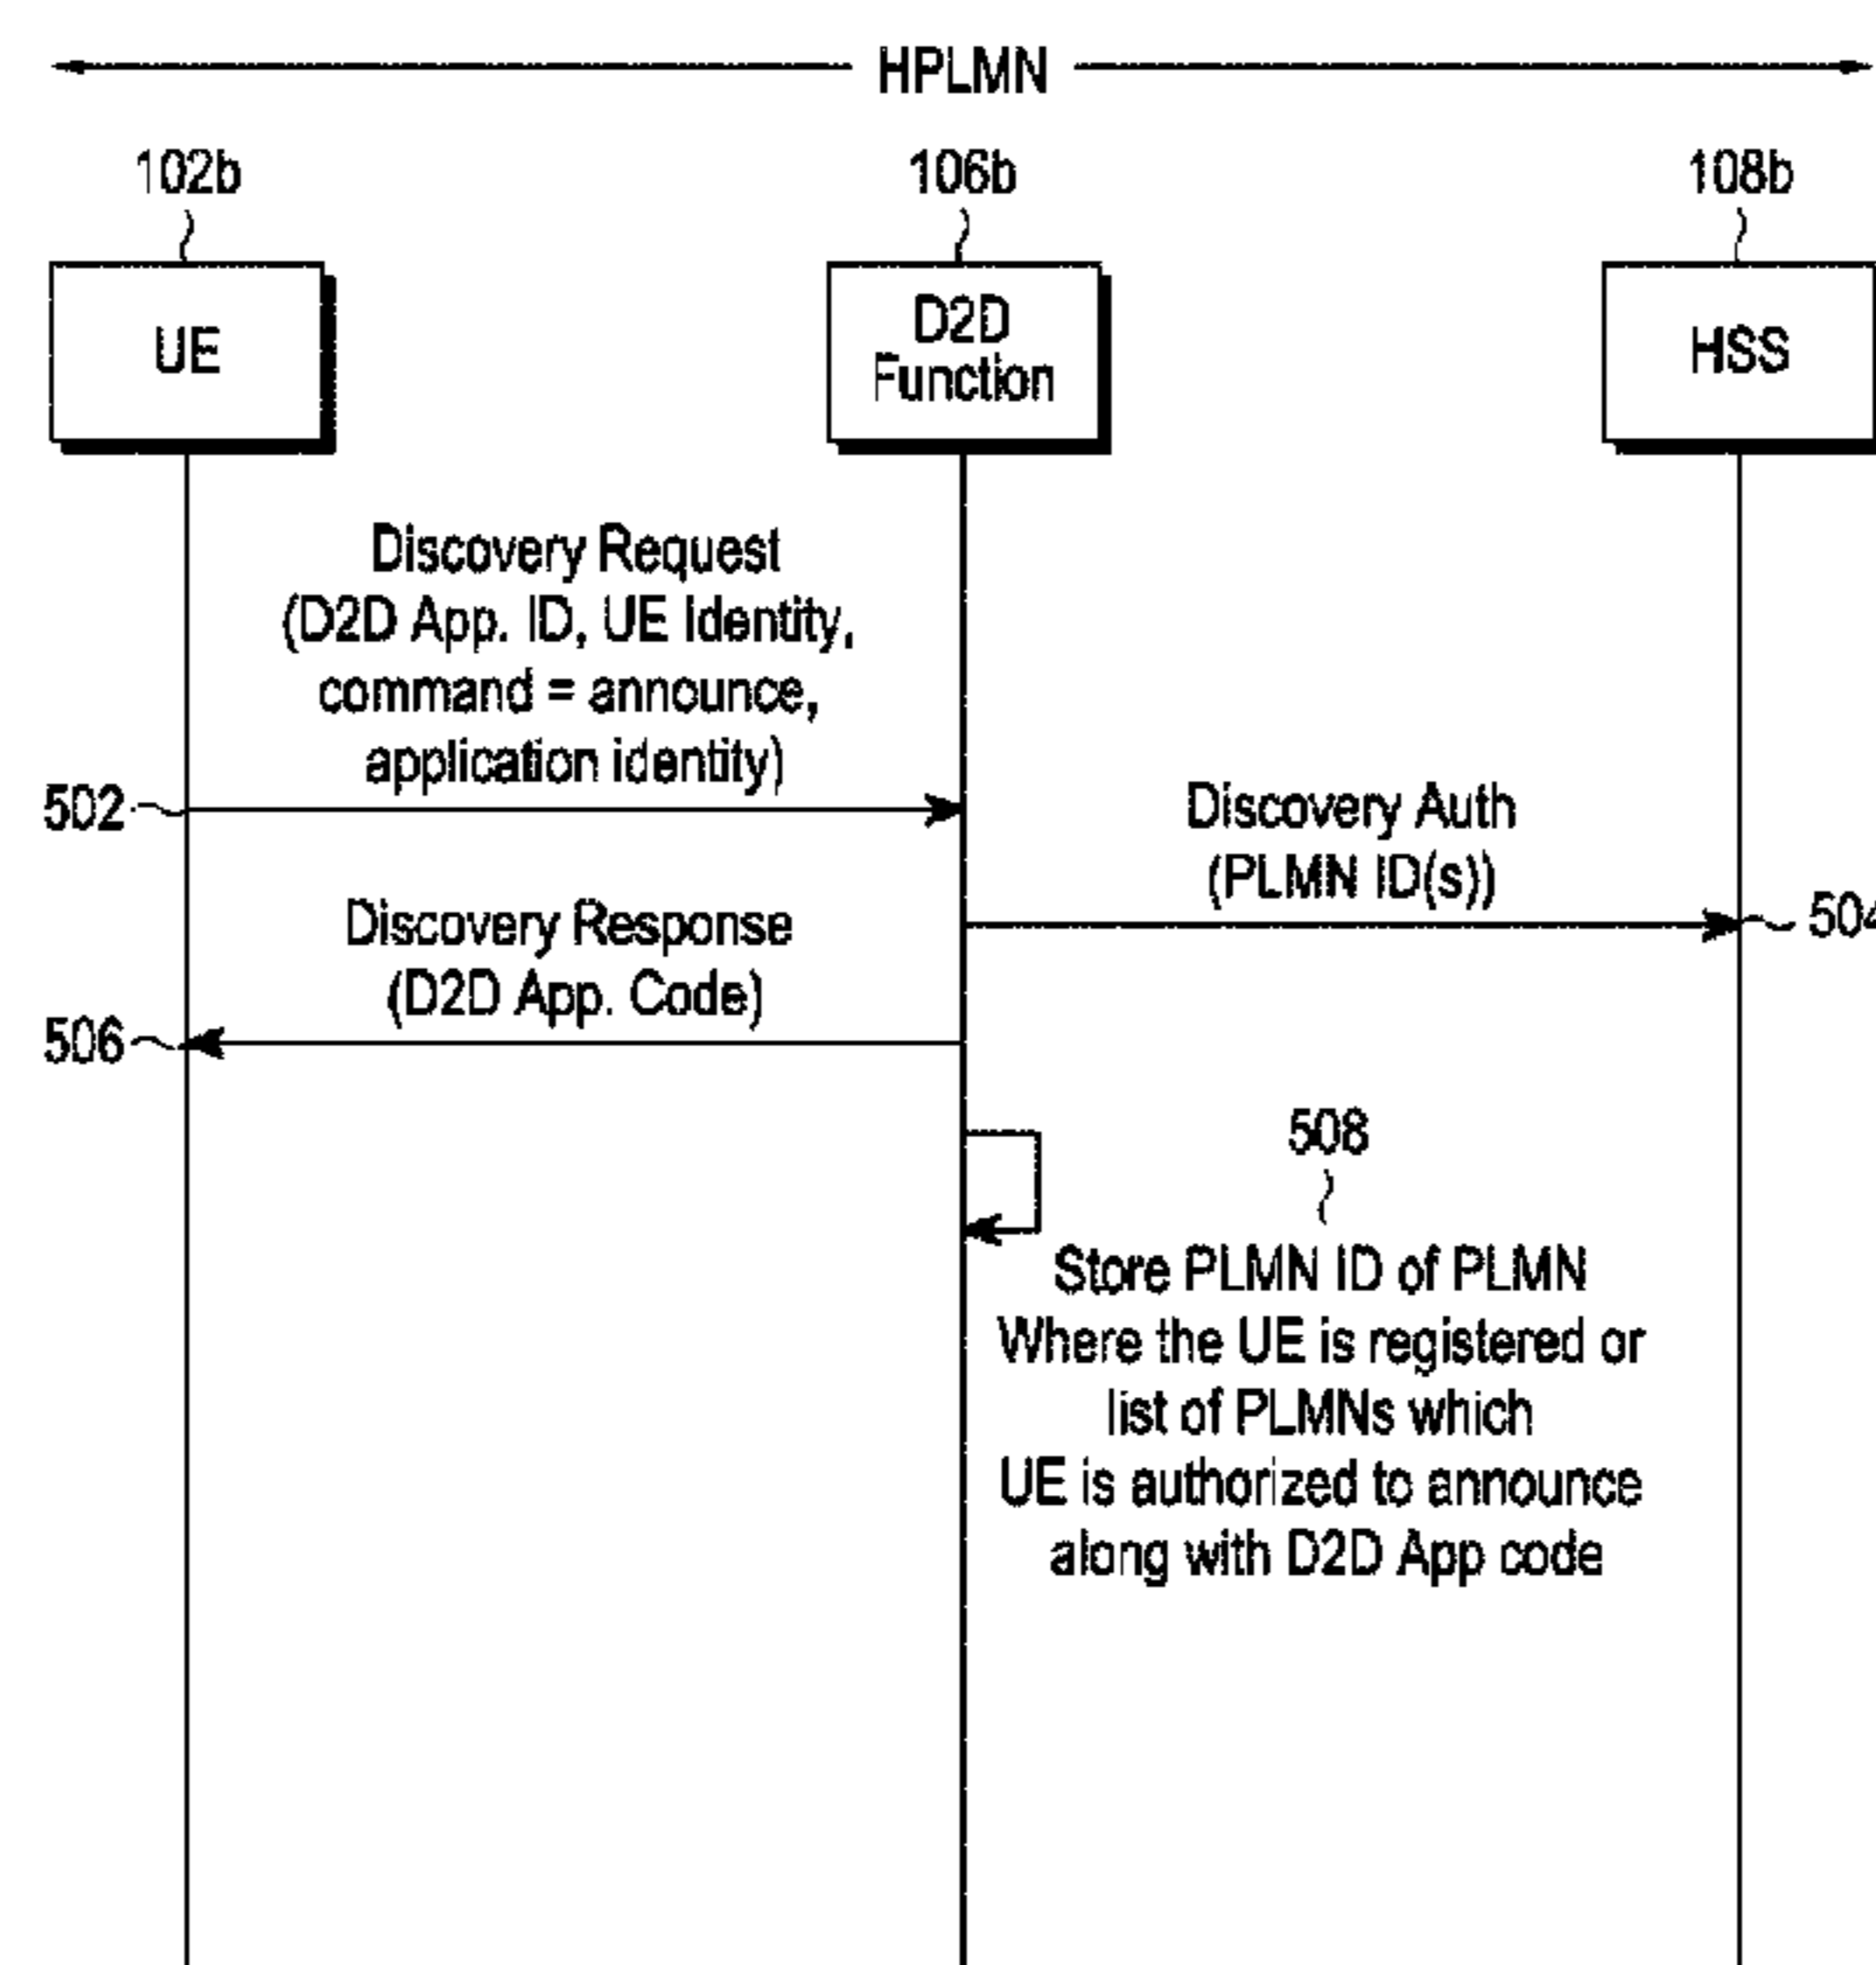 HPLMN
102b
106b
108b
UE
D2D
Function
HSS
Discovery Request
(D2D App. ID, UE Identity,
command = announce,
application identity)
502
Discovery Auth
(PLMN ID(s))
504
Discovery Response
(D2D App. Code)
506
508
Store PLMN ID of PLMN
Where the UE is registered or
list of PLMNs which
UE is authorized to announce
along with D2D App code